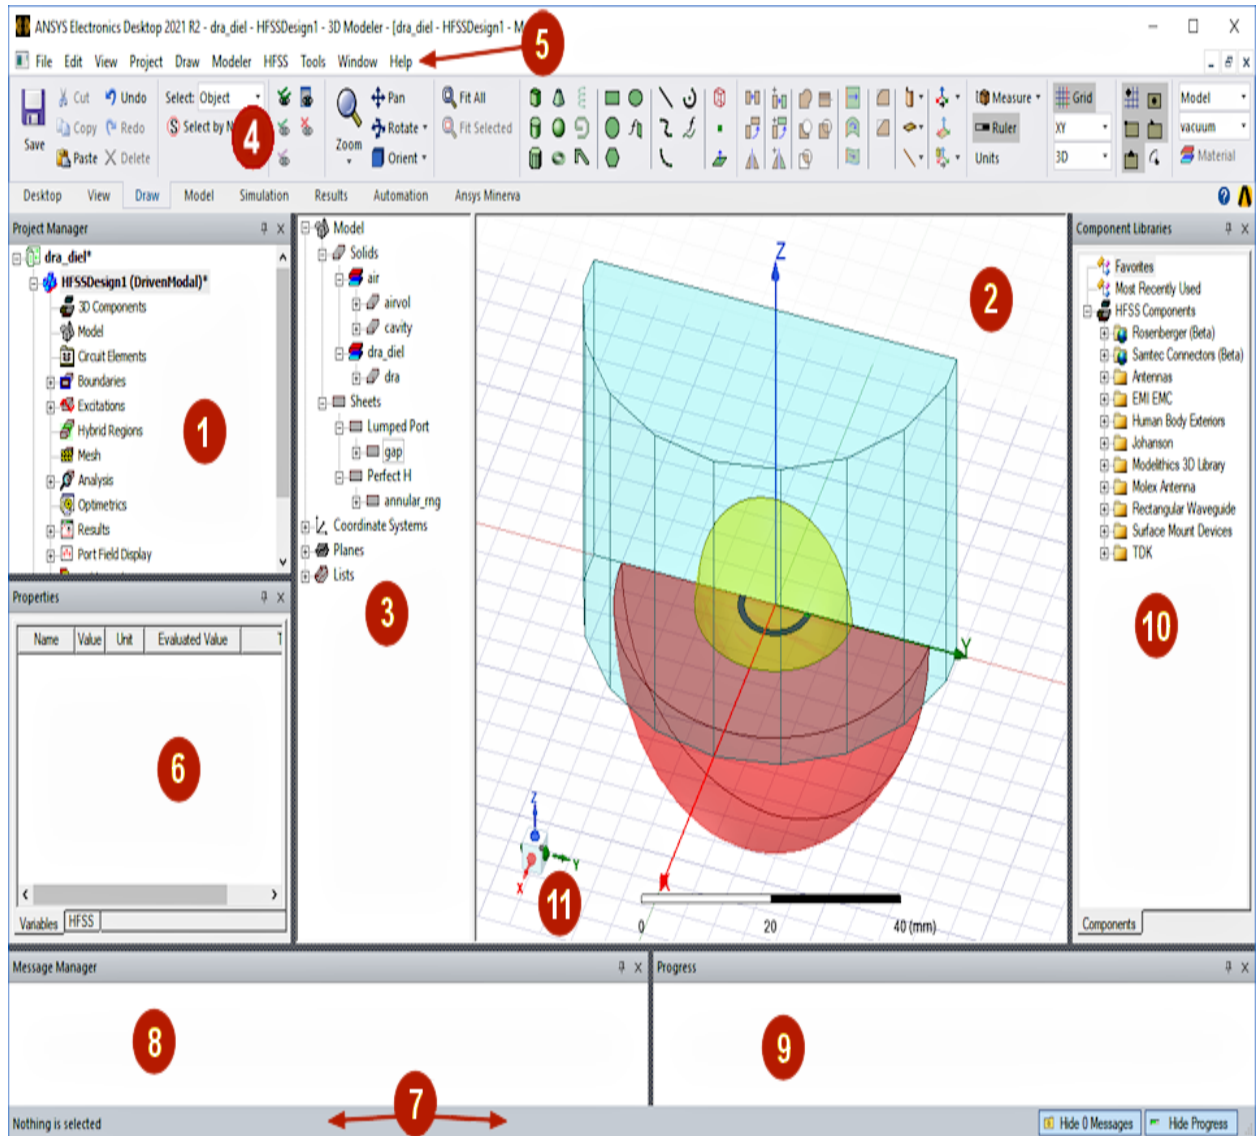 ANSYS Electronics Desktop 2021 R2 - dra_diel - HFSSDesign1 - 3D Modeler - [dra_diel - HFSSDesign1 - M
5
File Edit View Project Draw Modeler HFSS Tools Window Help
Save
Cut Undo
Copy Redo
Paste Delete
Select: Object
Select by N
4
Zoom
Pan
Rotate
Orient
Fit All
Fit Selected
Measure
Ruler
Units
Grid
XY
3D
Model
vacuum
Material
Desktop View Draw Model Simulation Results Automation Ansys Minerva
Project Manager
dra_diel*
HFSSDesign1 (DrivenModal)*
3D Components
Model
Circuit Elements
Boundaries
Excitations
Hybrid Regions
Mesh
Analysis
Optimetrics
Results
Port Field Display
1
Properties
Name Value Unit Evaluated Value T
6
Variables HFSS
Model
Solids
air
airvol
cavity
dra_diel
dra
Sheets
Lumped Port
gap
Perfect H
annular_rng
Coordinate Systems
Planes
Lists
3
Z
2
Y
X
Z
Y
X
11
0 20 40 (mm)
Component Libraries
Favorites
Most Recently Used
HFSS Components
Rosenberger (Beta)
Samtec Connectors (Beta)
Antennas
EMI EMC
Human Body Exteriors
Johanson
Modelithics 3D Library
Molex Antenna
Rectangular Waveguide
Surface Mount Devices
TDK
10
Components
Message Manager
8
Progress
9
7
Nothing is selected
Hide 0 Messages Hide Progress